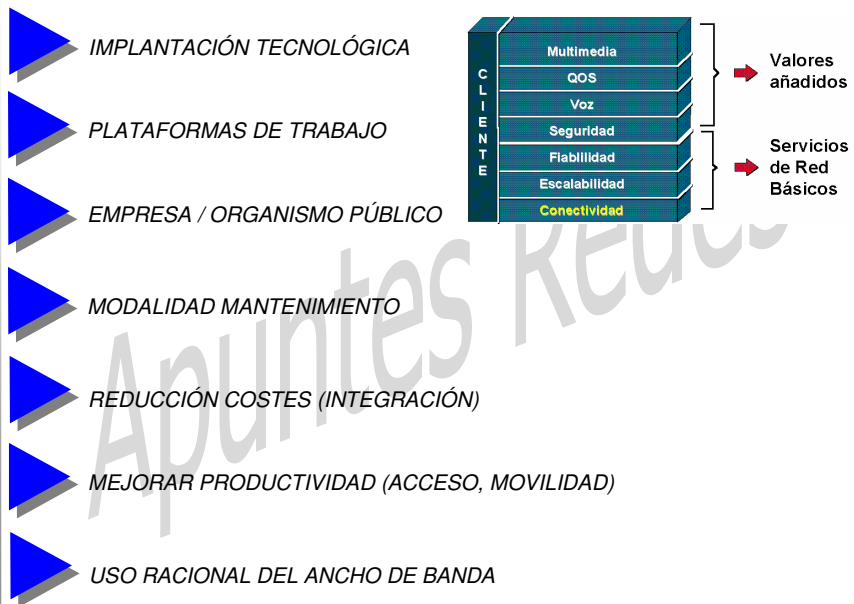 IMPLANTACIÓN TECNOLÓGICA
PLATAFORMAS DE TRABAJO
EMPRESA / ORGANISMO PÚBLICO
MODALIDAD MANTENIMIENTO
REDUCCIÓN COSTES (INTEGRACIÓN)
MEJORAR PRODUCTIVIDAD (ACCESO, MOVILIDAD)
USO RACIONAL DEL ANCHO DE BANDA
CLIENTE
Multimedia
QOS
Voz
Seguridad
Fiabilidad
Escalabilidad
Conectividad
Valores
añadidos
Servicios
de Red
Básicos
Apuntes Redes